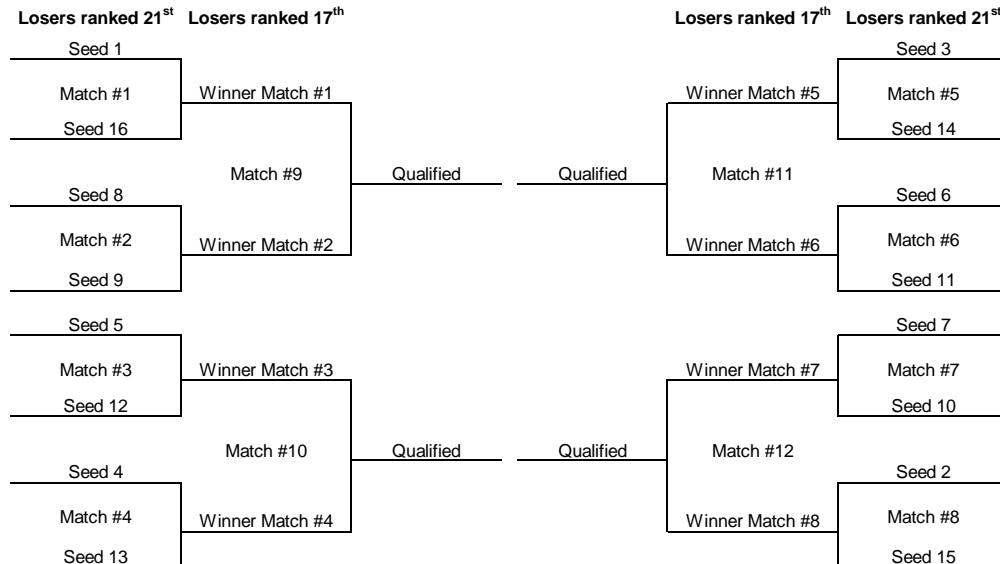 Losers ranked 21st Losers ranked 17th Losers ranked 17th Losers ranked 21st
Seed 1 Seed 3
Match #1 Winner Match #1 Winner Match #5 Match #5
Seed 16 Seed 14
Match #9 Qualified Qualified Match #11
Seed 8 Seed 6
Match #2 Winner Match #2 Winner Match #6 Match #6
Seed 9 Seed 11
Seed 5 Seed 7
Match #3 Winner Match #3 Winner Match #7 Match #7
Seed 12 Seed 10
Match #10 Qualified Qualified Match #12
Seed 4 Seed 2
Match #4 Winner Match #4 Winner Match #8 Match #8
Seed 13 Seed 15